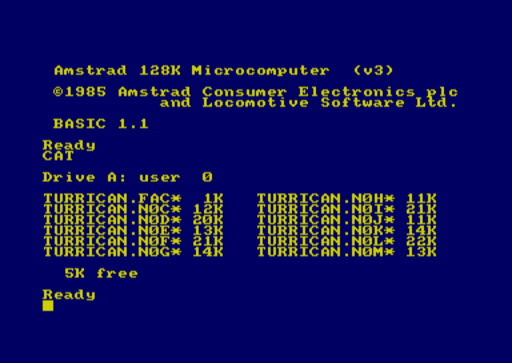 Amstrad 128K Microcomputer (v3)
©1985 Amstrad Consumer Electronics plc
and Locomotive Software Ltd.
BASIC 1.1
Ready
CAT
Drive A: user 0
TURRICAN.FAC* 1K TURRICAN.N0H* 11K
TURRICAN.N0C* 12K TURRICAN.N0I* 21K
TURRICAN.N0D* 20K TURRICAN.N0J* 11K
TURRICAN.N0E* 13K TURRICAN.N0K* 14K
TURRICAN.N0F* 21K TURRICAN.N0L* 22K
TURRICAN.N0G* 14K TURRICAN.N0M* 13K
5K free
Ready